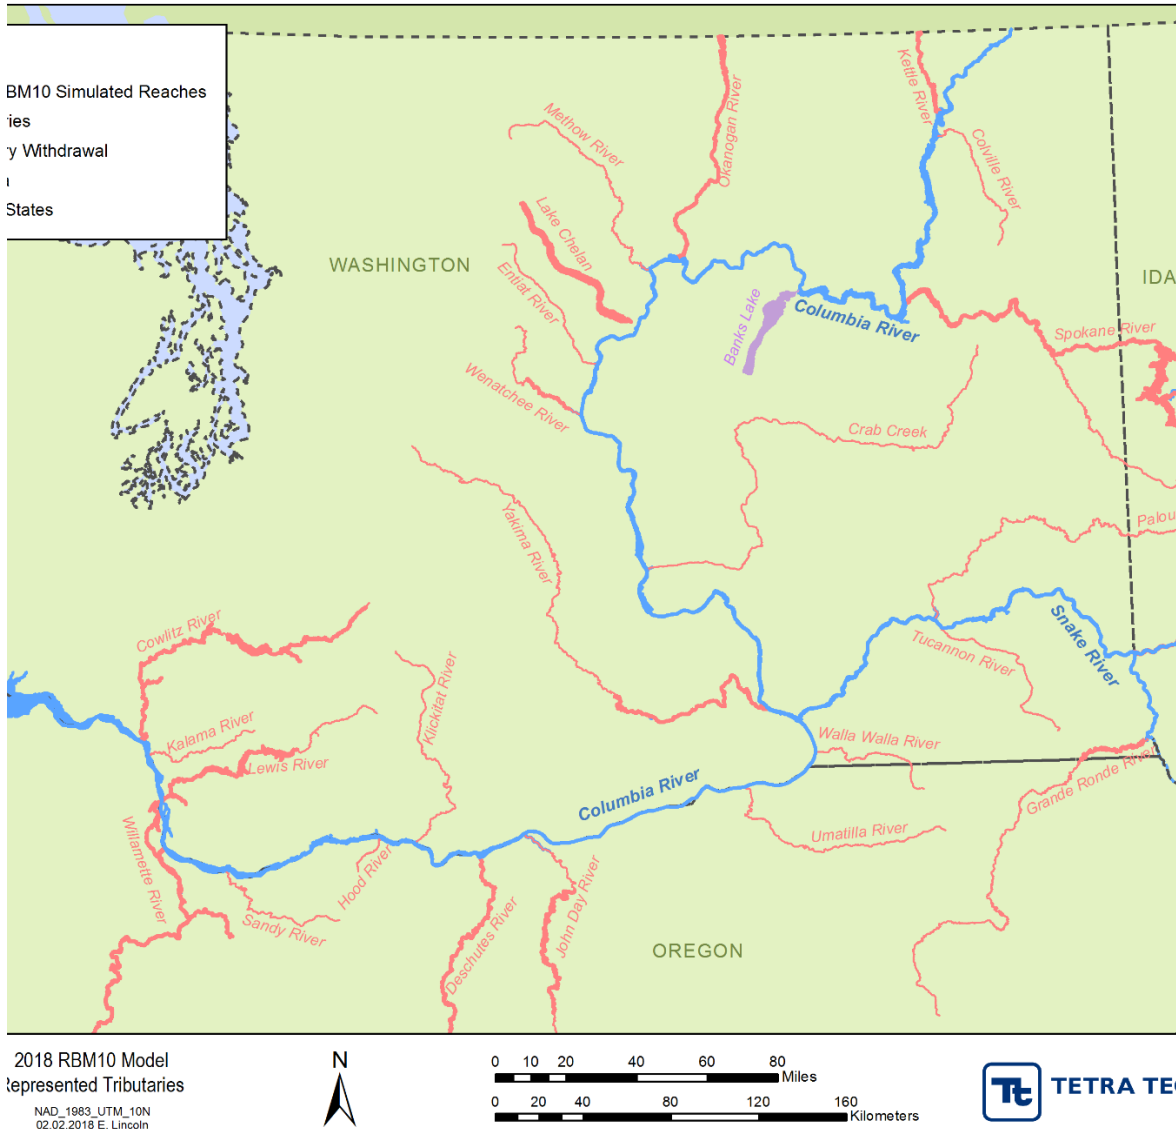 BM10 Simulated Reaches
ries
ry Withdrawal
States
Methow River
Okanogan River
Kettle River
Colville River
Lake Chelan
WASHINGTON
Entiat River
IDA
Banks Lake
Columbia River
Spokane River
Wenatchee River
Crab Creek
Yakima River
Palou
Snake River
Cowlitz River
Tucannon River
Klickitat River
Kalama River
Walla Walla River
Lewis River
Columbia River
Grande Ronde River
Willamette River
Umatilla River
Hood River
Sandy River
Deschutes River
John Day River
OREGON
2018 RBM10 Model
Represented Tributaries
NAD_1983_UTM_10N
02.02.2018 E. Lincoln
N
0 10 20 40 60 80
Miles
0 20 40 80 120 160
Kilometers
Tt TETRA TE